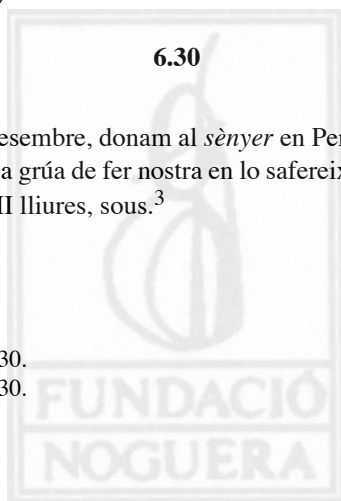 6.30
esembre, donam al sènyer en Per
a grúa de fer nostra en lo safereix
II lliures, sous.3
30.
30.
FUNDACIÓ
NOGUERA